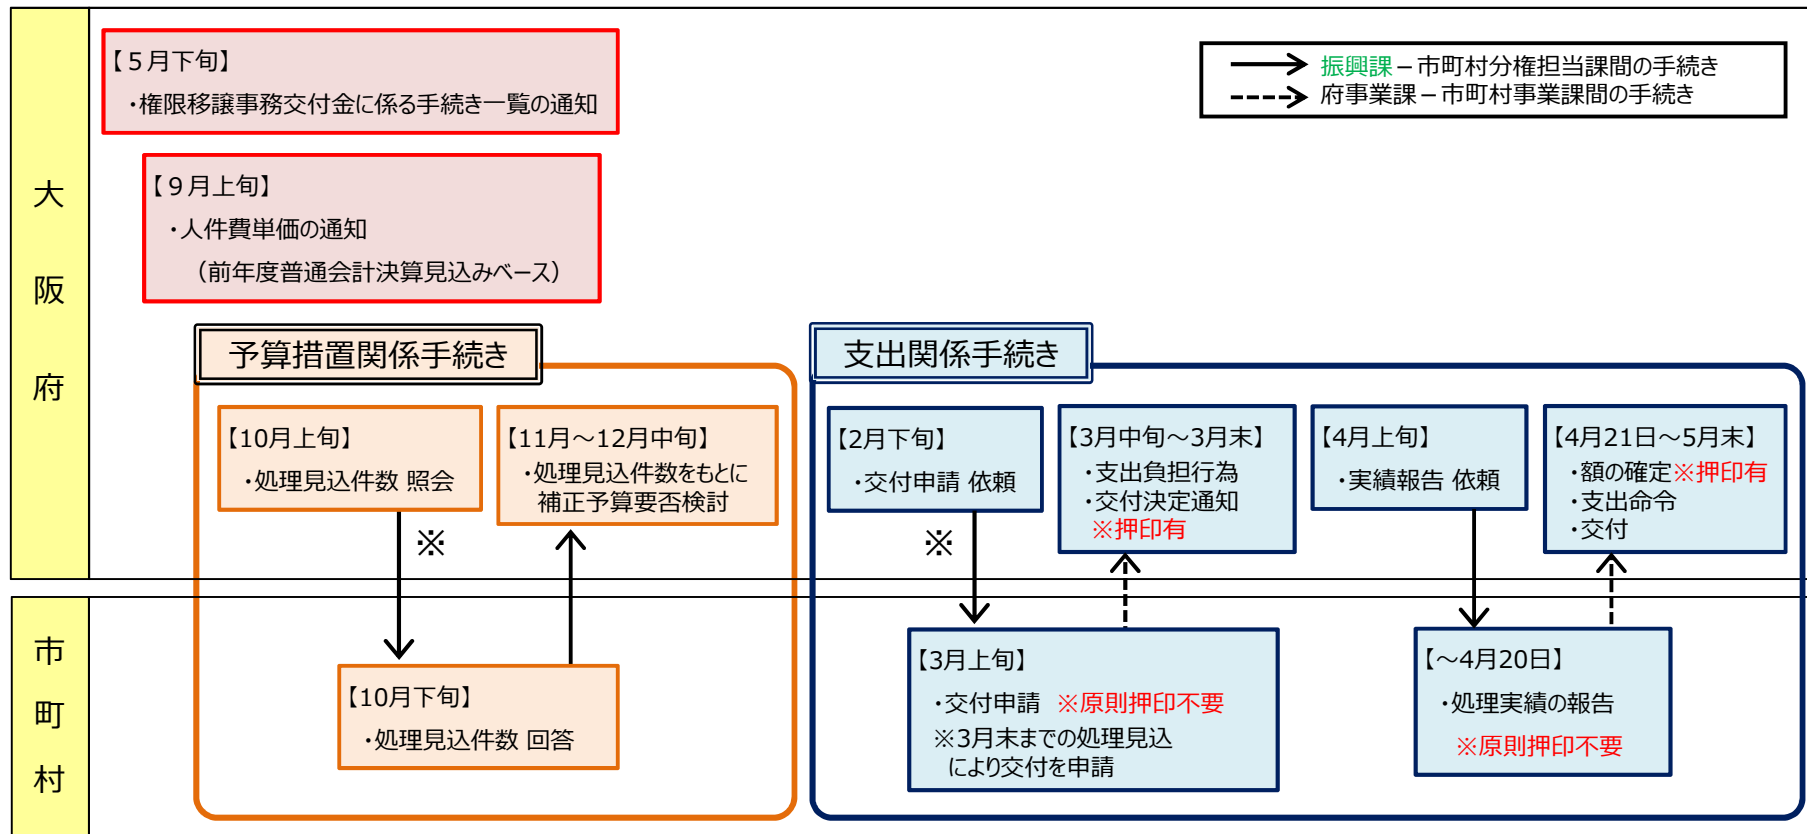 大阪府
【５月下旬】
・権限移譲事務交付金に係る手続き一覧の通知
振興課－市町村分権担当課間の手続き
府事業課－市町村事業課間の手続き
【９月上旬】
・人件費単価の通知
（前年度普通会計決算見込みベース）
予算措置関係手続き
支出関係手続き
【10月上旬】
・処理見込件数 照会
【11月～12月中旬】
・処理見込件数をもとに
補正予算要否検討
【2月下旬】
・交付申請 依頼
【3月中旬～3月末】
・支出負担行為
・交付決定通知
※押印有
【4月上旬】
・実績報告 依頼
【4月21日～5月末】
・額の確定※押印有
・支出命令
・交付
※
※
市町村
【10月下旬】
・処理見込件数 回答
【3月上旬】
・交付申請 ※原則押印不要
※3月末までの処理見込
により交付を申請
【～4月20日】
・処理実績の報告
※原則押印不要